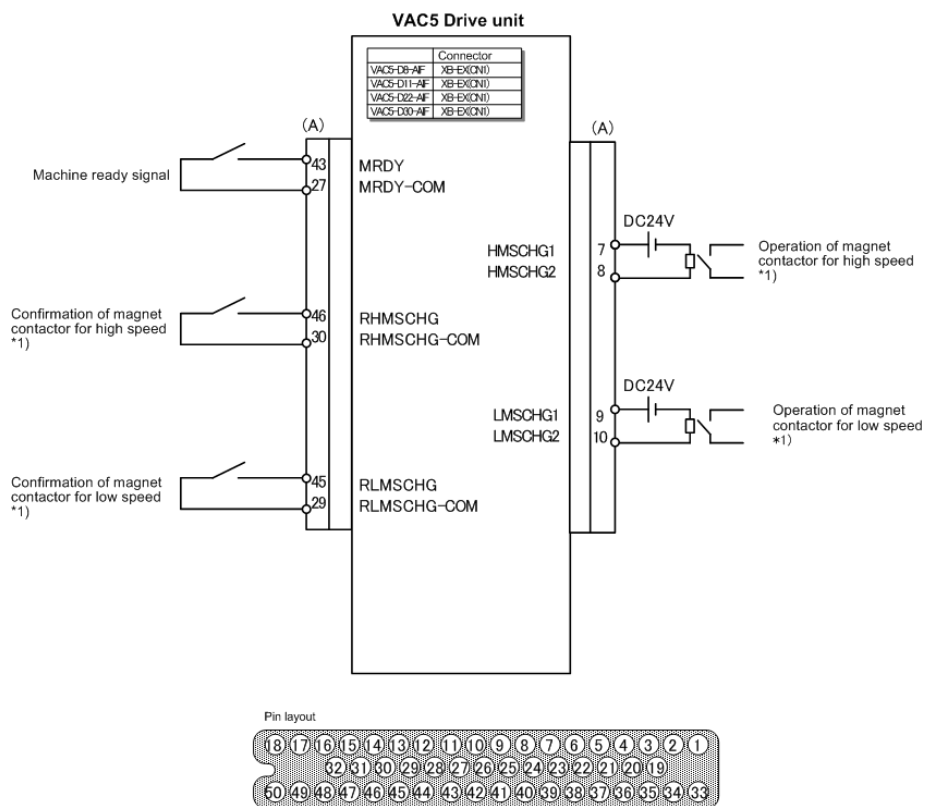 VAC5 Drive unit
Connector
VAC5-D8-AIF XB-EX(CN1)
VAC5-D11-AIF XB-EX(CN1)
VAC5-D22-AIF XB-EX(CN1)
VAC5-D30-AIF XB-EX(CN1)
(A)
(A)
Machine ready signal
43 MRDY
27 MRDY-COM
DC24V
HMSCHG1 7
HMSCHG2 8
Operation of magnet
contactor for high speed
*1)
Confirmation of magnet
contactor for high speed
*1)
46 RHMSCHG
30 RHMSCHG-COM
DC24V
LMSCHG1 9
LMSCHG2 10
Operation of magnet
contactor for low speed
*1)
Confirmation of magnet
contactor for low speed
*1)
45 RLMSCHG
29 RLMSCHG-COM
Pin layout
18 17 16 15 14 13 12 11 10 9 8 7 6 5 4 3 2 1
32 31 30 29 28 27 26 25 24 23 22 21 20 19
50 49 48 47 46 45 44 43 42 41 40 39 38 37 36 35 34 33